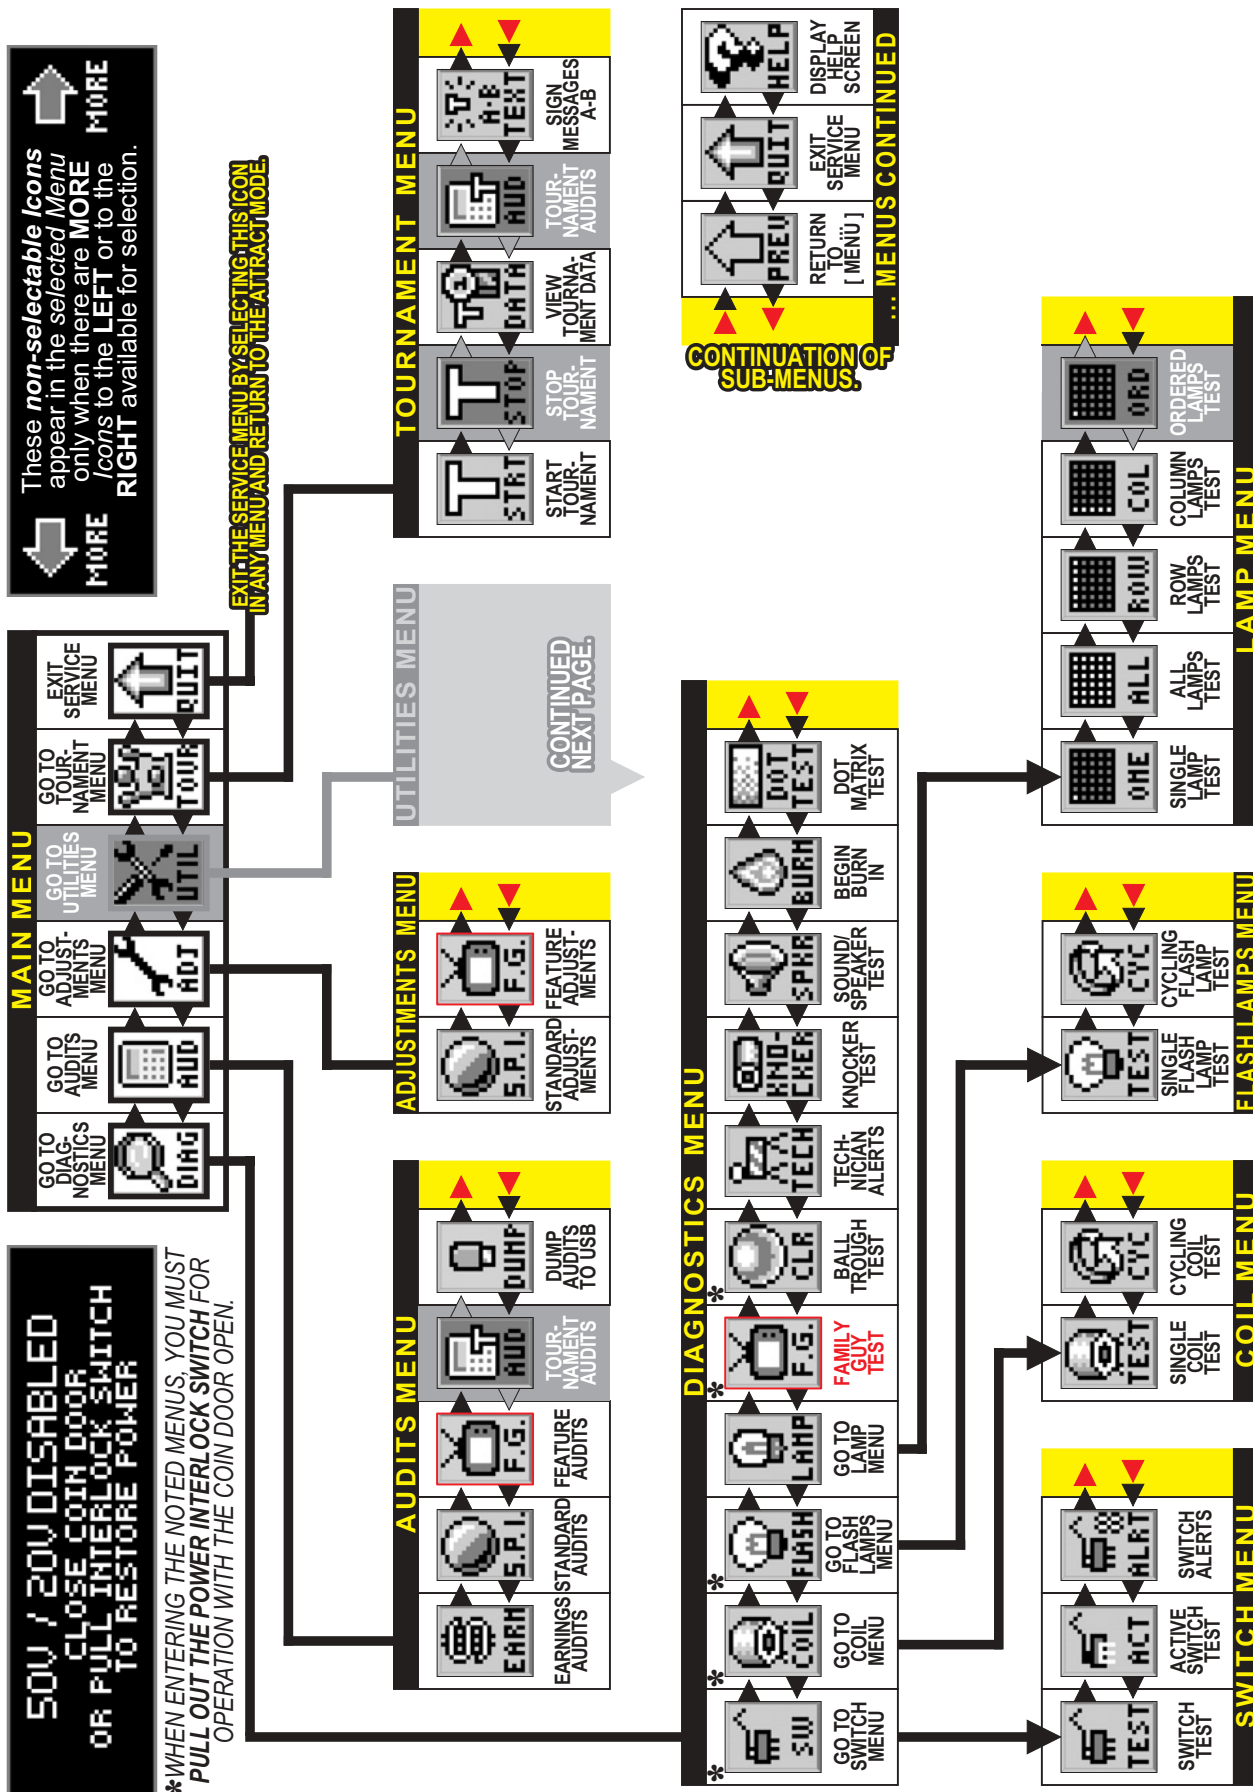 50V / 20V DISABLED
CLOSE COIN DOOR
OR PULL INTERLOCK SWITCH
TO RESTORE POWER
*WHEN ENTERING THE NOTED MENUS, YOU MUST
PULL OUT THE POWER INTERLOCK SWITCH FOR
OPERATION WITH THE COIN DOOR OPEN.
MAIN MENU
GO TO
DIAG-
NOSTICS
MENU
DIAG
GO TO
AUDITS
MENU
AUD
GO TO
ADJUST-
MENTS
MENU
ADJ
GO TO
UTILITIES
MENU
UTIL
GO TO
TOUR-
NAMENT
MENU
TOUR
EXIT
SERVICE
MENU
QUIT
MORE
These non-selectable Icons
appear in the selected Menu
only when there are MORE
Icons to the LEFT or to the
RIGHT available for selection.
MORE
EXIT THE SERVICE MENU BY SELECTING THIS ICON
IN ANY MENU AND RETURN TO THE ATTRACT MODE.
AUDITS MENU
EARN
EARNINGS
AUDITS
S.P.I.
STANDARD
AUDITS
F.G.
FEATURE
AUDITS
AUD
TOUR-
NAMENT
AUDITS
DUMP
DUMP
AUDITS
TO USB
ADJUSTMENTS MENU
S.P.I.
STANDARD
ADJUST-
MENTS
F.G.
FEATURE
ADJUST-
MENTS
UTILITIES MENU
CONTINUED
NEXT PAGE.
TOURNAMENT MENU
STRT
START
TOUR-
NAMENT
STOP
STOP
TOUR-
NAMENT
DATA
VIEW
TOURNA-
MENT DATA
AUD
TOUR-
NAMENT
AUDITS
A-B
TEXT
SIGN
MESSAGES
A-B
DIAGNOSTICS MENU
*
SW
GO TO
SWITCH
MENU
*
COIL
GO TO
COIL
MENU
*
FLASH
GO TO
FLASH
LAMPS
MENU
LAMP
GO TO
LAMP
MENU
*
F.G.
FAMILY
GUY
TEST
*
CLR
BALL
TROUGH
TEST
TECH
TECH-
NICIAN
ALERTS
KNO-
CKER
KNOCKER
TEST
SPKR
SOUND/
SPEAKER
TEST
BURN
BEGIN
BURN
IN
DOT
TEST
DOT
MATRIX
TEST
CONTINUATION OF
SUB-MENUS.
PREV
RETURN
TO ...
[ MENU ]
QUIT
EXIT
SERVICE
MENU
HELP
DISPLAY
HELP
SCREEN
... MENUS CONTINUED
TEST
SWITCH
TEST
ACT
ACTIVE
SWITCH
TEST
ALRT
SWITCH
ALERTS
SWITCH MENU
TEST
SINGLE
COIL
TEST
CYC
CYCLING
COIL
TEST
COIL MENU
TEST
SINGLE
FLASH
LAMP
TEST
CYC
CYCLING
FLASH
LAMP
TEST
FLASH LAMPS MENU
ONE
SINGLE
LAMP
TEST
ALL
ALL
LAMPS
TEST
ROW
ROW
LAMPS
TEST
COL
COLUMN
LAMPS
TEST
ORD
ORDERED
LAMPS
TEST
LAMP MENU